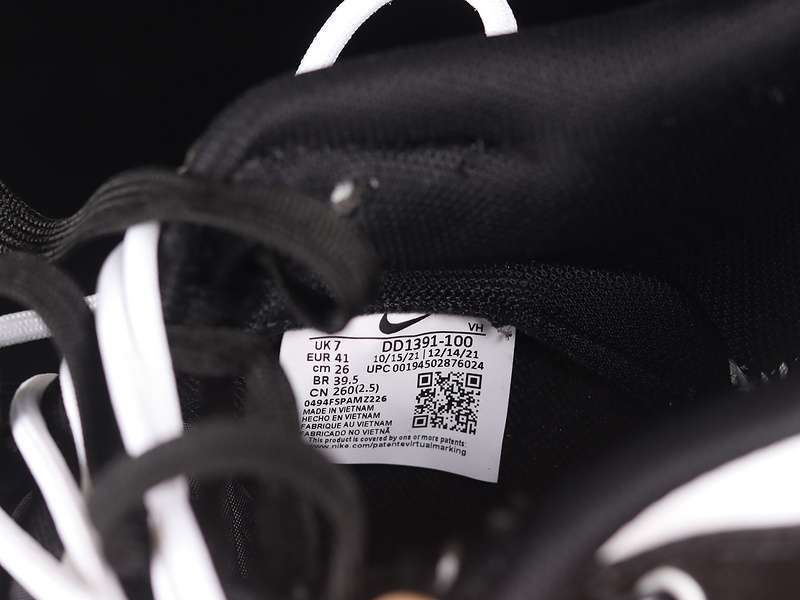 VH
UK 7 DD1391-100
EUR 41 10/15/21 | 12/14/21
cm 26 UPC 00194502876024
BR 39.5
CN 260(2.5)
0494FSPAMZ226
MADE IN VIETNAM
HECHO EN VIETNAM
FABRIQUE AU VIETNAM
FABRICADO NO VIETNÃ
This product is covered by one or more patents:
www.nike.com/patentsvirtualmarking